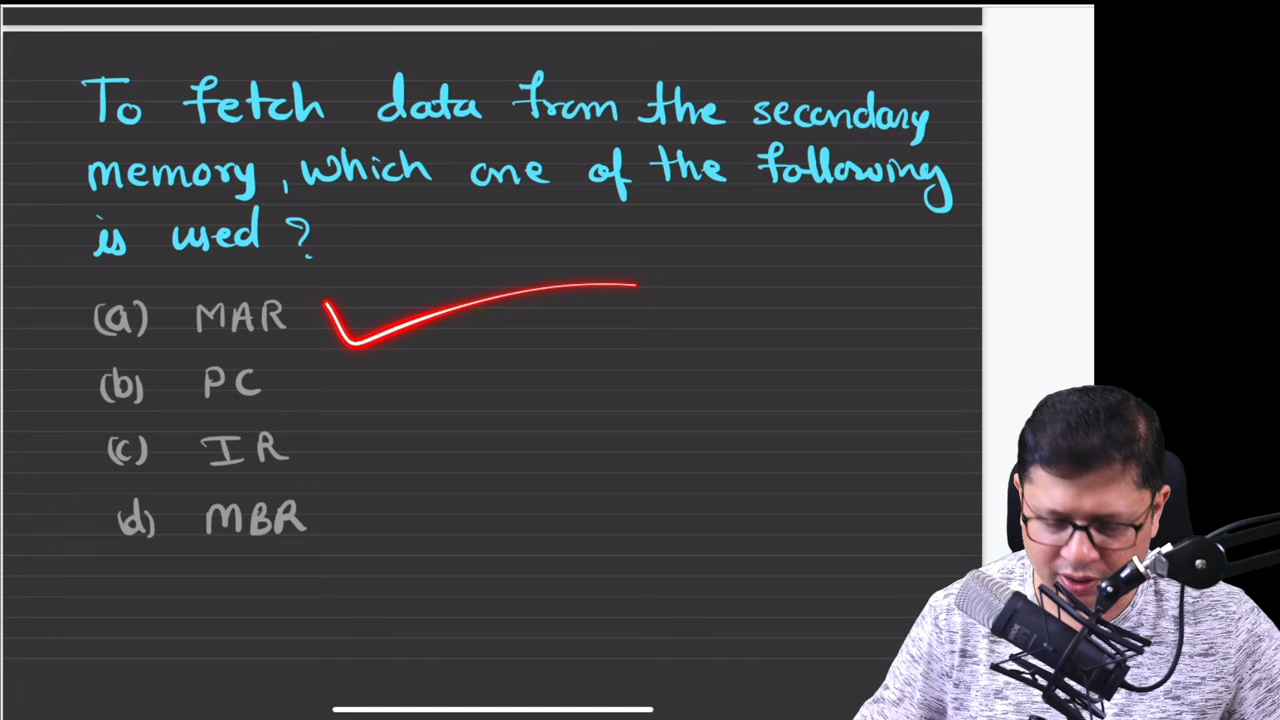 To fetch data from the secondary
memory, which one of the following
is used ?
(a) MAR
(b) PC
(c) IR
(d) MBR